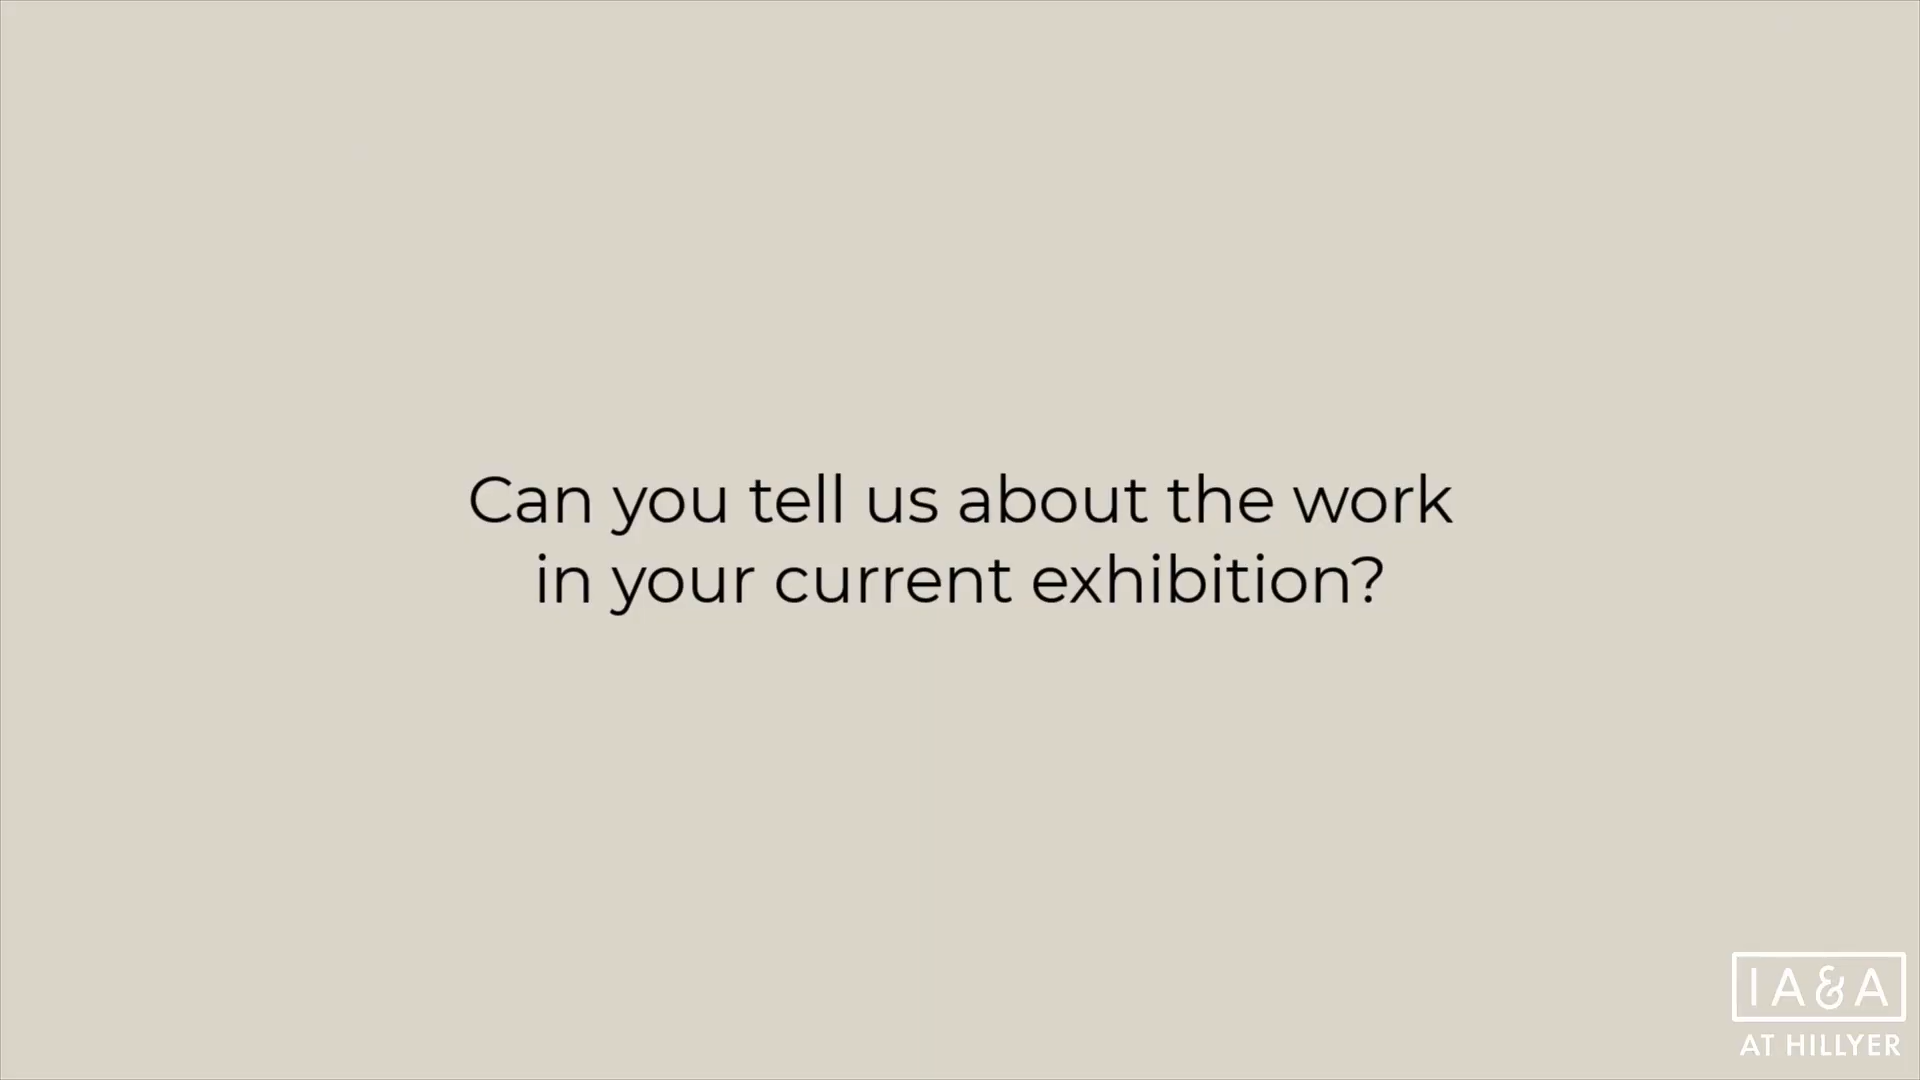 Can you tell us about the work
in your current exhibition?
IA&A
AT HILLYER